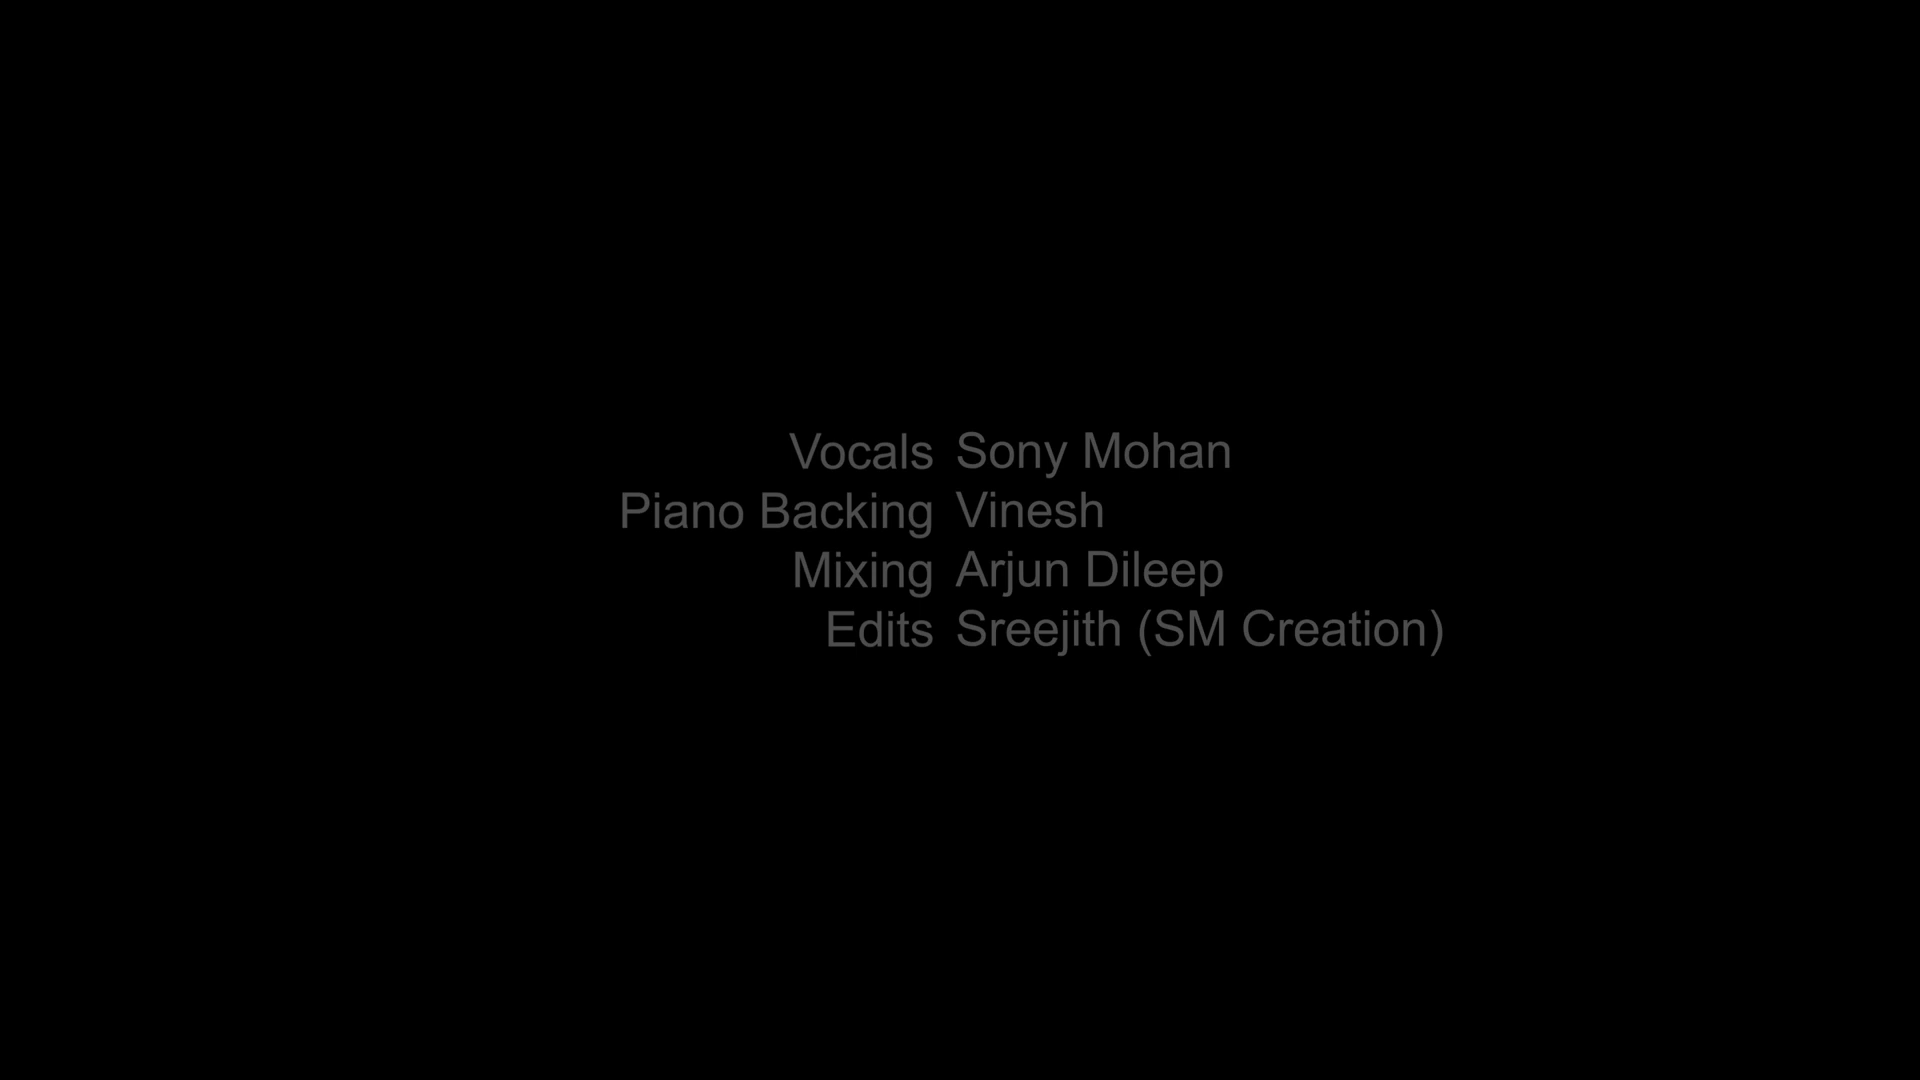 Vocals Sony Mohan
Piano Backing Vinesh
Mixing Arjun Dileep
Edits Sreejith (SM Creation)